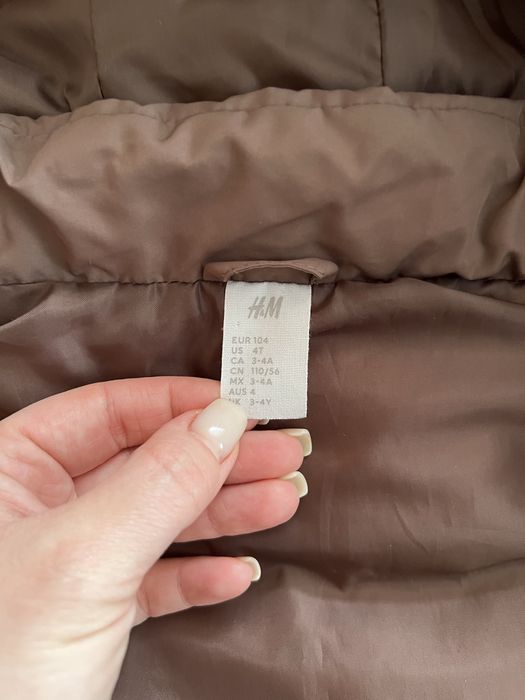 H&M
EUR 104
US 4T
CA 3-4A
CN 110/56
MX 3-4A
AUS 4
UK 3-4Y